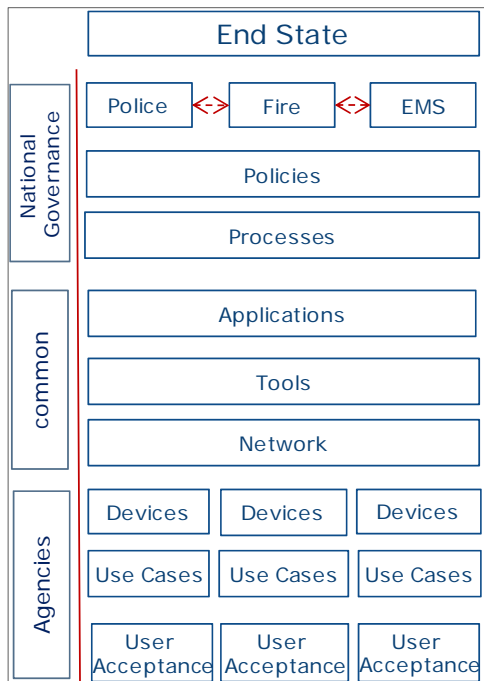 End State
National
Governance
Police
Fire
EMS
Policies
Processes
common
Applications
Tools
Network
Agencies
Devices
Devices
Devices
Use Cases
Use Cases
Use Cases
User
Acceptance
User
Acceptance
User
Acceptance